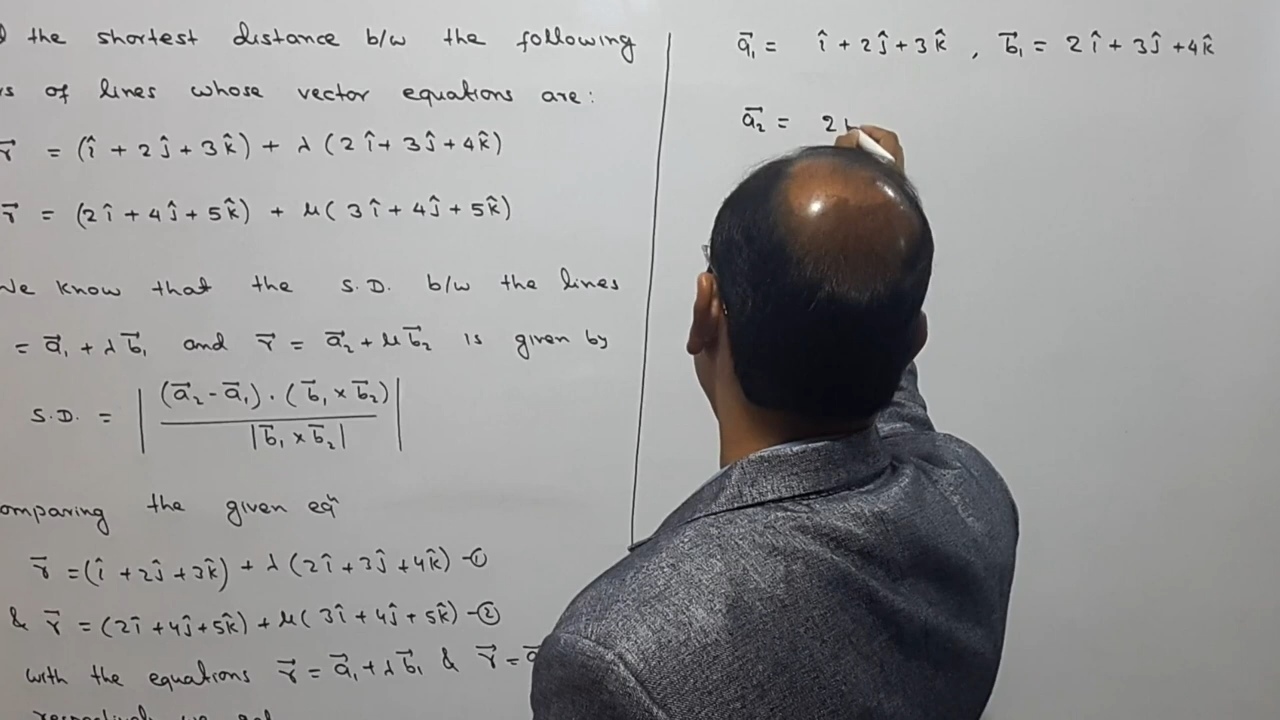 the shortest distance b/w the following
of lines whose vector equations are:
r⃗ = (î + 2ĵ + 3k̂) + λ (2î + 3ĵ + 4k̂)
r⃗ = (2î + 4ĵ + 5k̂) + μ( 3î + 4ĵ + 5k̂)
We know that the S.D. b/w the lines
= a⃗₁ + λ b⃗₁ and r⃗ = a⃗₂ + μ b⃗₂ is given by
S.D. = | (a⃗₂ - a⃗₁) . (b⃗₁ × b⃗₂) / |b⃗₁ × b⃗₂| |
omparing the given eqⁿ
r⃗ = (î + 2ĵ + 3k̂) + λ (2î + 3ĵ + 4k̂) —①
& r⃗ = (2î + 4ĵ + 5k̂) + μ( 3î + 4ĵ + 5k̂) —②
with the equations r⃗ = a⃗₁ + λ b⃗₁ & r⃗ =
a⃗₁ = î + 2ĵ + 3k̂ , b⃗₁ = 2î + 3ĵ + 4k̂
a⃗₂ = 2